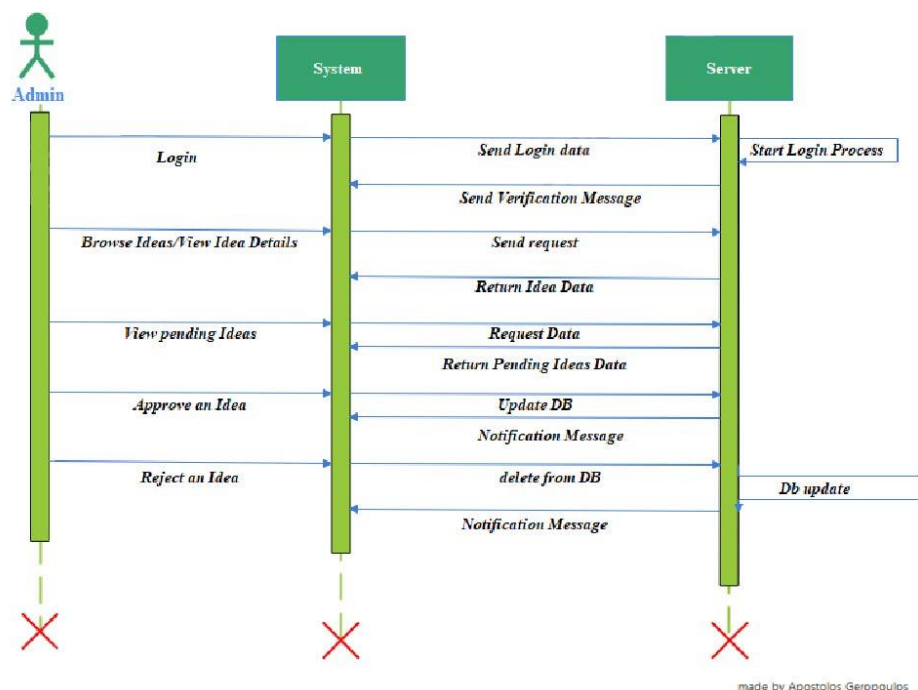 System
Server
Admin
Login
Send Login data
Start Login Process
Send Verification Message
Browse Ideas/View Idea Details
Send request
Return Idea Data
View pending Ideas
Request Data
Return Pending Ideas Data
Approve an Idea
Update DB
Notification Message
Reject an Idea
delete from DB
Db update
Notification Message
made by Apostolos Geropoulos